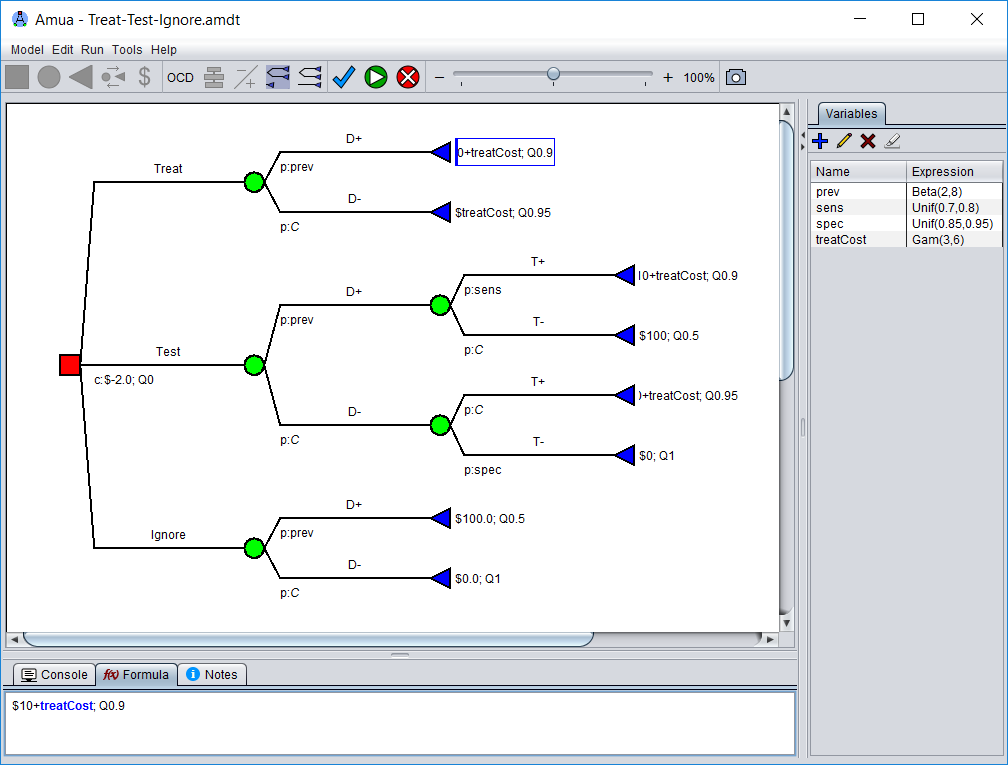 Amua - Treat-Test-Ignore.amdt
Model Edit Run Tools Help
$ OCD − + 100%
Variables
Name Expression
prev Beta(2,8)
sens Unif(0.7,0.8)
spec Unif(0.85,0.95)
treatCost Gam(3,6)
D+
0+treatCost; Q0.9
p:prev
Treat
D-
$treatCost; Q0.95
p:C
T+
0+treatCost; Q0.9
p:sens
D+
p:prev
T-
$100; Q0.5
p:C
Test
c:$-2.0; Q0
T+
)+treatCost; Q0.95
p:C
D-
p:C
T-
$0; Q1
p:spec
D+
$100.0; Q0.5
p:prev
Ignore
D-
$0.0; Q1
p:C
Console f(x) Formula i Notes
$10+treatCost; Q0.9